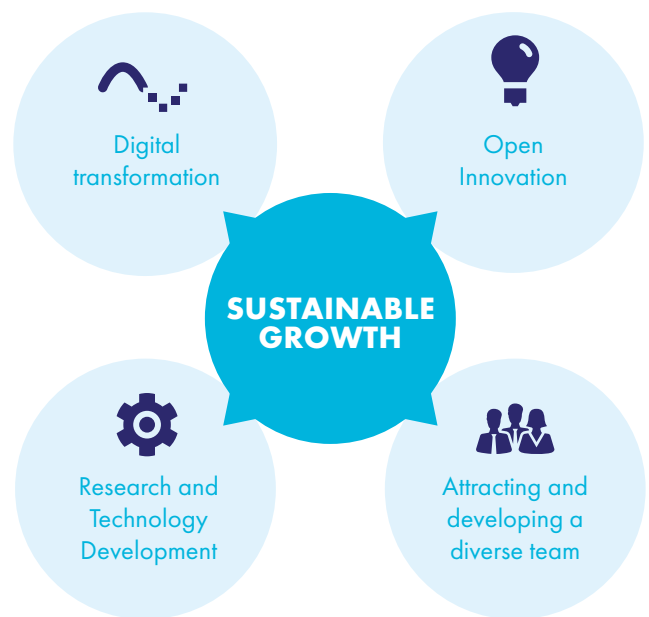 Digital
transformation
Open
Innovation
SUSTAINABLE
GROWTH
Research and
Technology
Development
Attracting and
developing a
diverse team